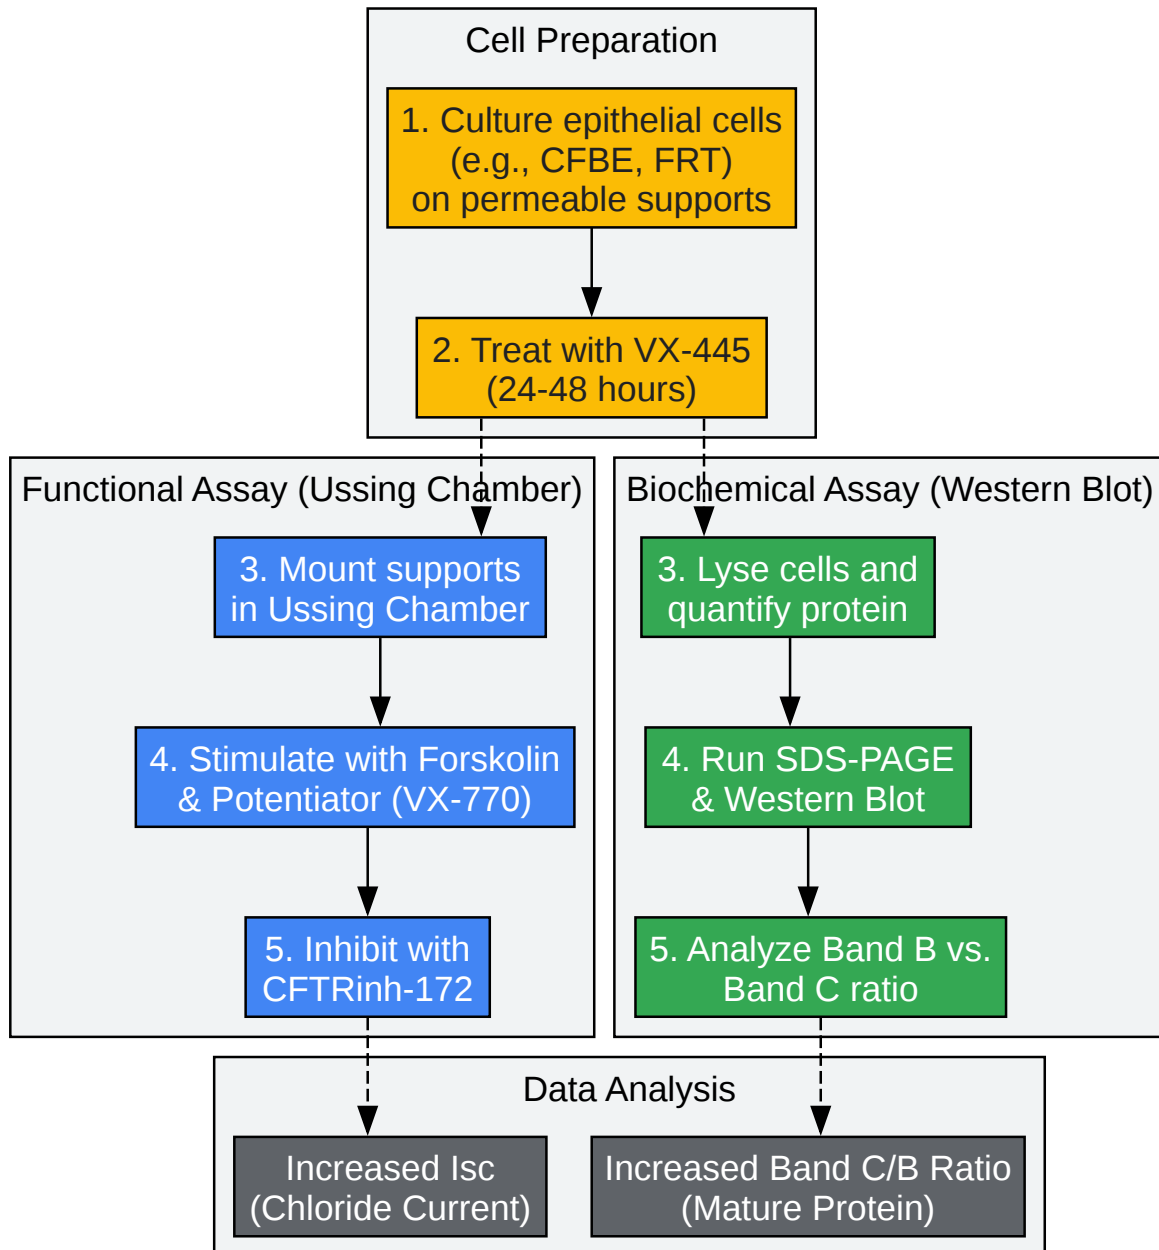 Cell Preparation
1. Culture epithelial cells
(e.g., CFBE, FRT)
on permeable supports
2. Treat with VX-445
(24-48 hours)
Functional Assay (Ussing Chamber)
3. Mount supports
in Ussing Chamber
4. Stimulate with Forskolin
& Potentiator (VX-770)
5. Inhibit with
CFTRinh-172
Biochemical Assay (Western Blot)
3. Lyse cells and
quantify protein
4. Run SDS-PAGE
& Western Blot
5. Analyze Band B vs.
Band C ratio
Data Analysis
Increased Isc
(Chloride Current)
Increased Band C/B Ratio
(Mature Protein)